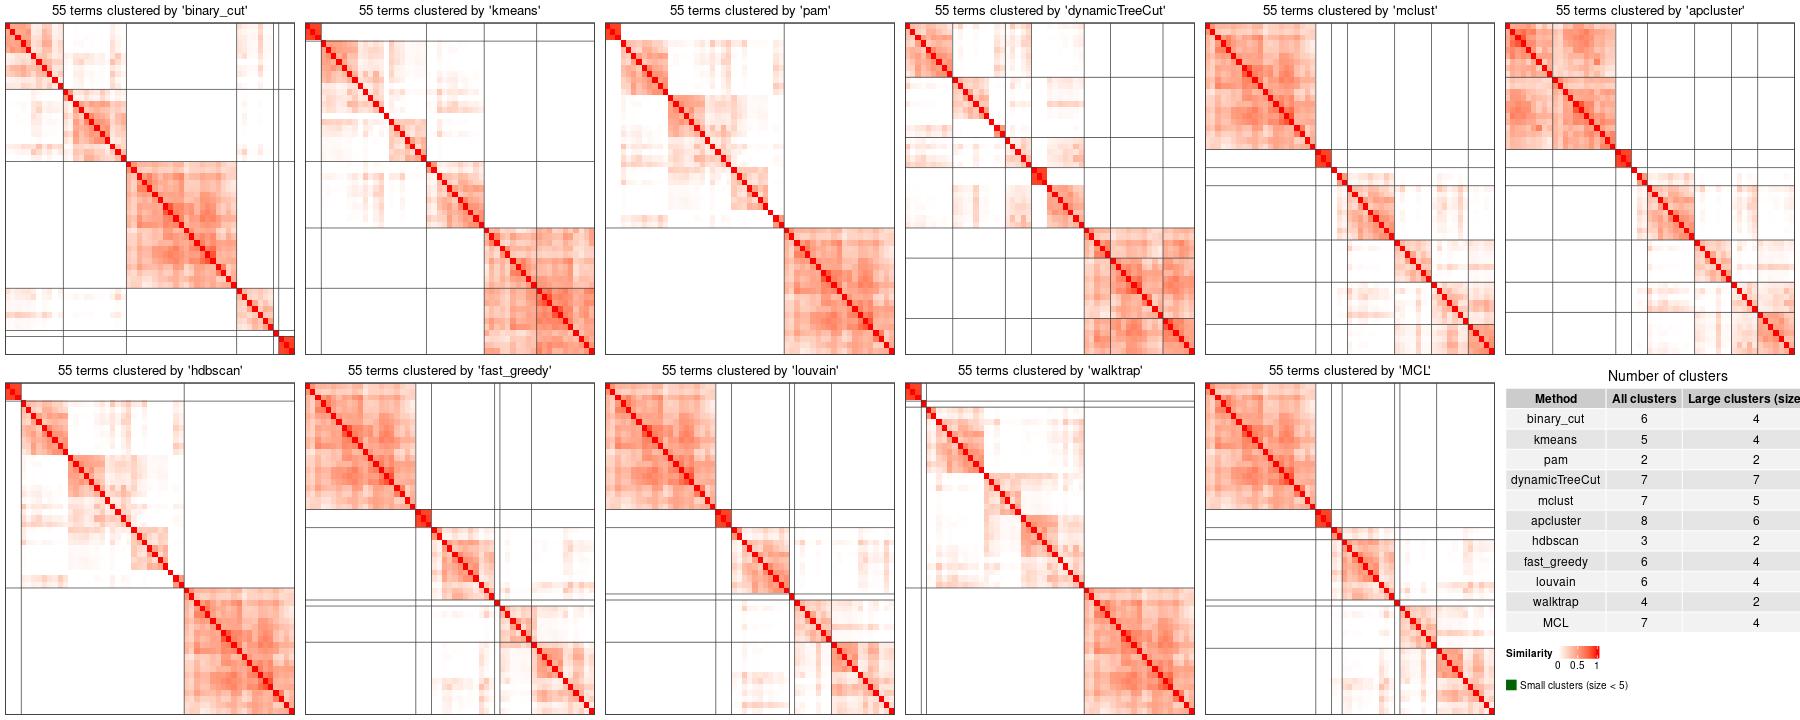 55 terms clustered by 'binary_cut'
55 terms clustered by 'kmeans'
55 terms clustered by 'pam'
55 terms clustered by 'dynamicTreeCut'
55 terms clustered by 'mclust'
55 terms clustered by 'apcluster'
55 terms clustered by 'hdbscan'
55 terms clustered by 'fast_greedy'
55 terms clustered by 'louvain'
55 terms clustered by 'walktrap'
55 terms clustered by 'MCL'
Number of clusters
Method All clusters Large clusters (size
binary_cut 6 4
kmeans 5 4
pam 2 2
dynamicTreeCut 7 7
mclust 7 5
apcluster 8 6
hdbscan 3 2
fast_greedy 6 4
louvain 6 4
walktrap 4 2
MCL 7 4
Similarity
0 0.5 1
Small clusters (size < 5)